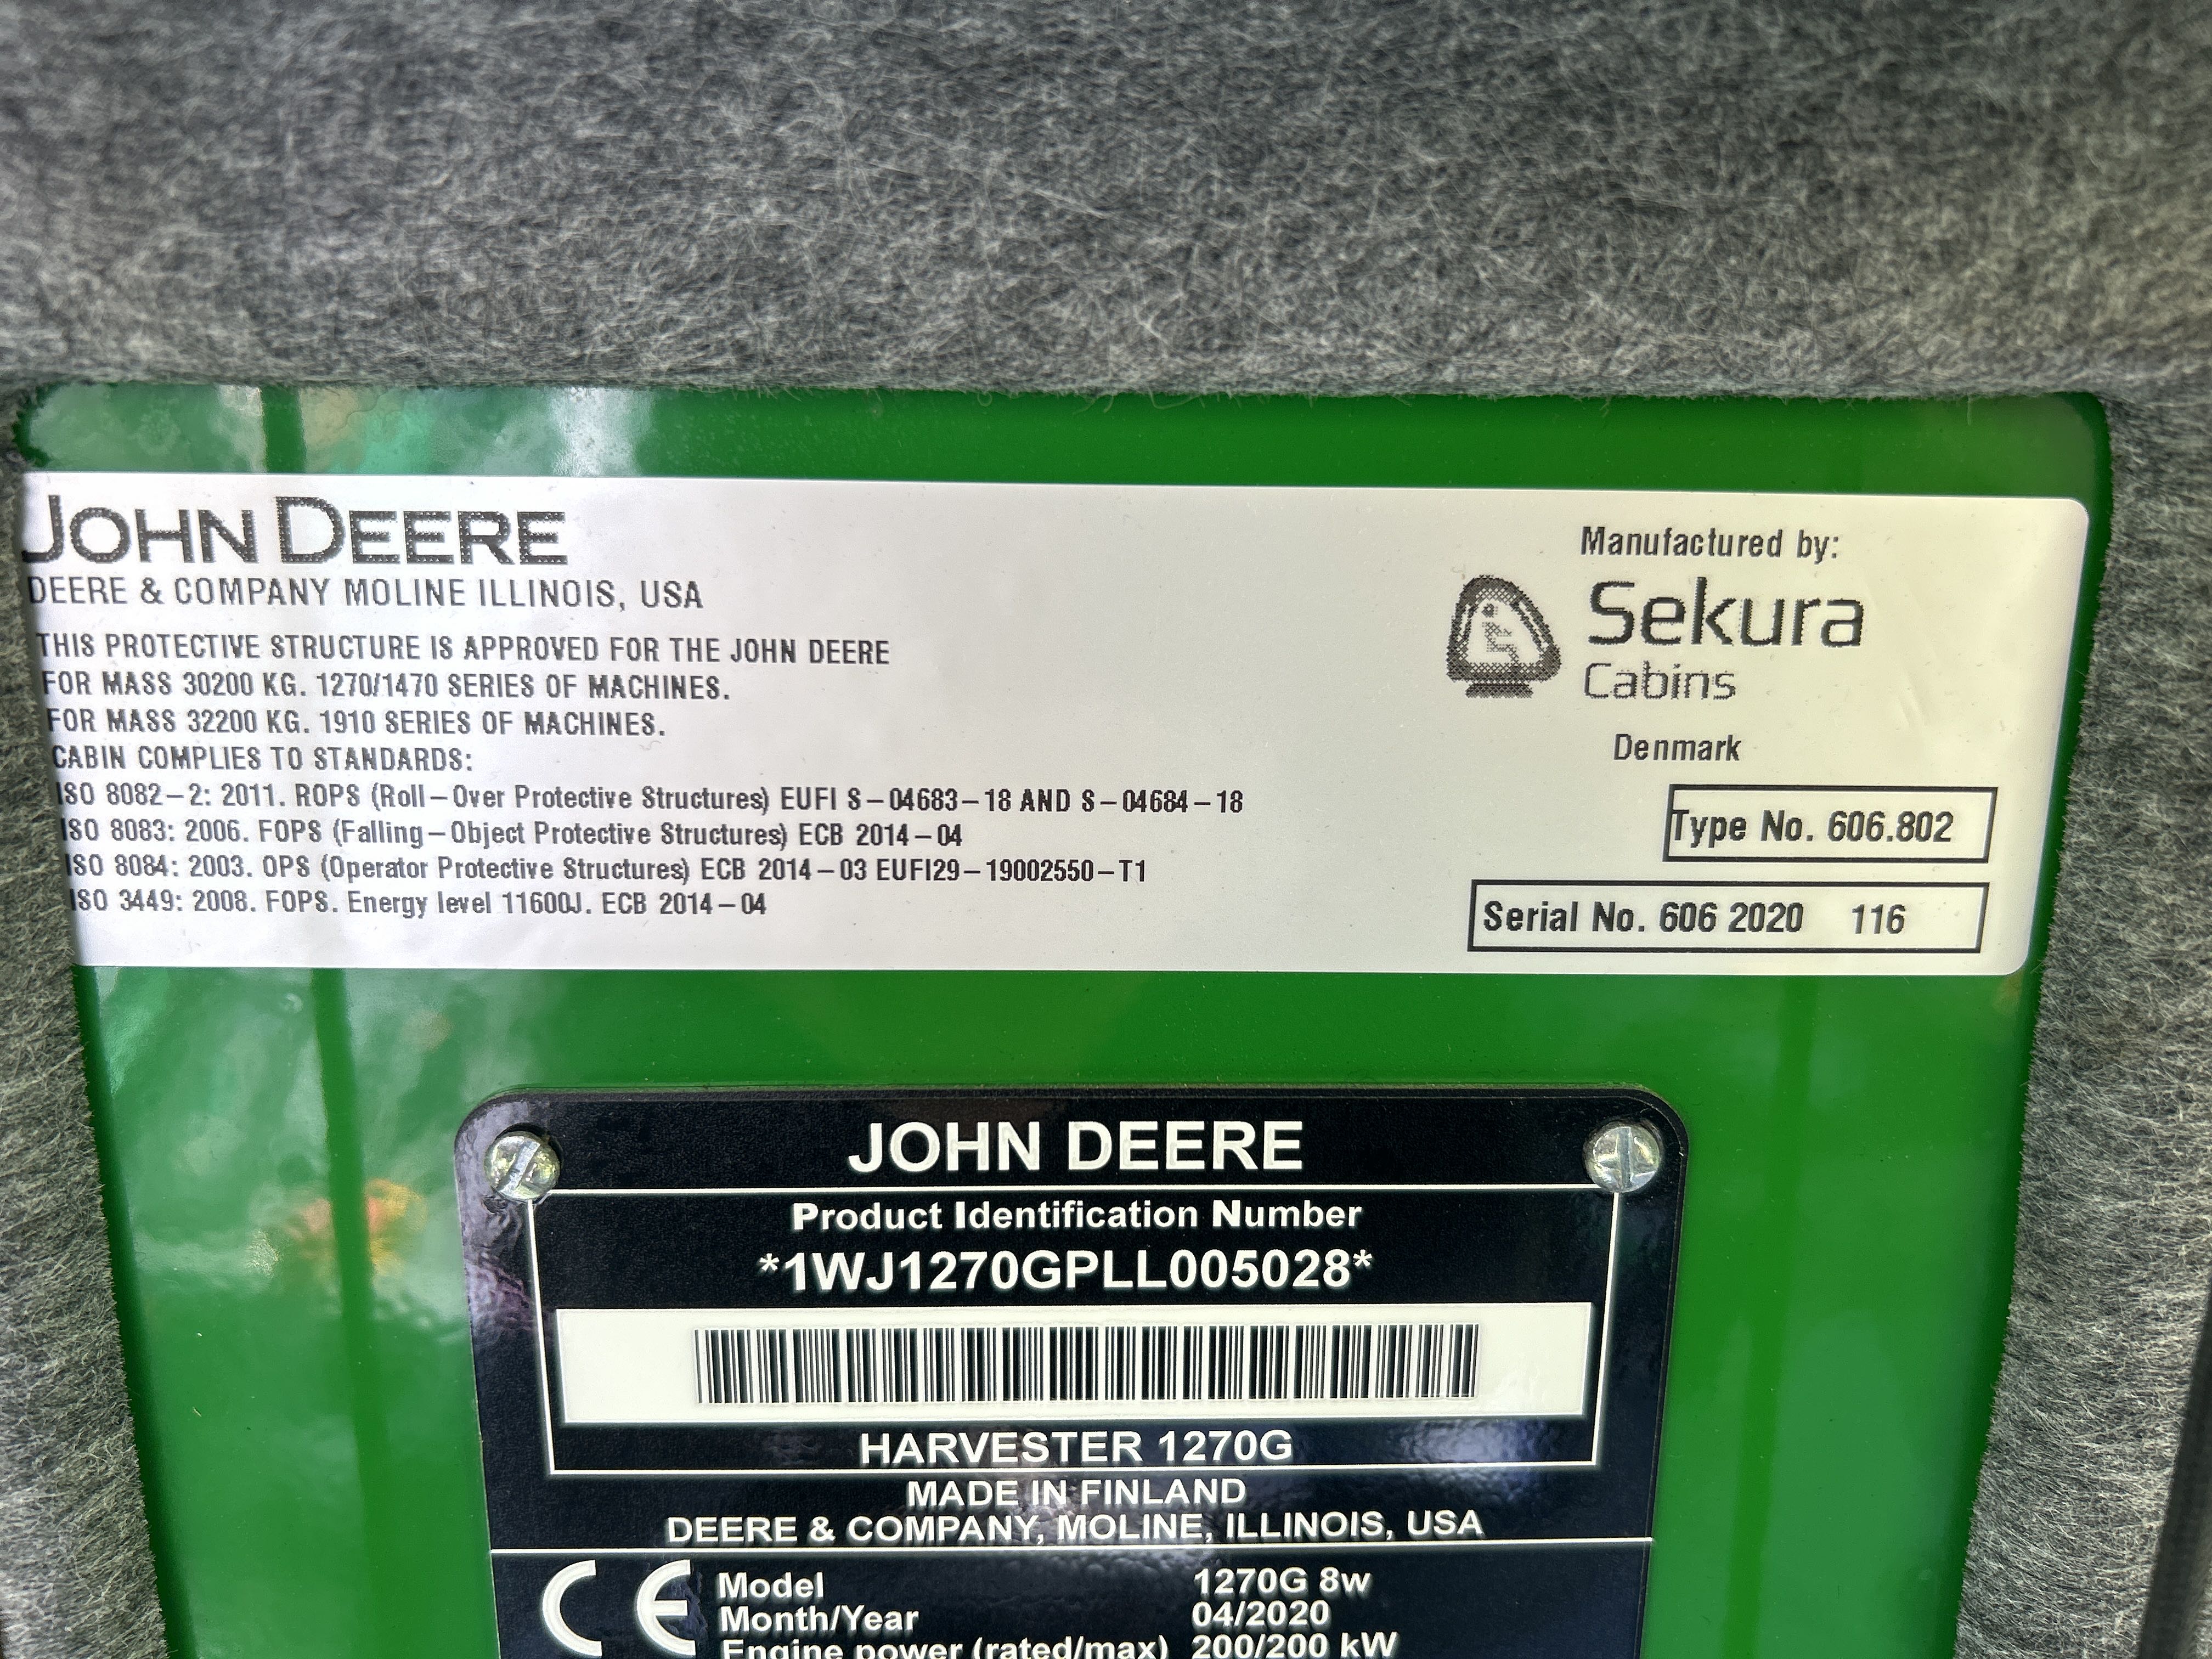 JOHN DEERE
DEERE & COMPANY MOLINE ILLINOIS, USA
THIS PROTECTIVE STRUCTURE IS APPROVED FOR THE JOHN DEERE
FOR MASS 30200 KG. 1270/1470 SERIES OF MACHINES.
FOR MASS 32200 KG. 1910 SERIES OF MACHINES.
CABIN COMPLIES TO STANDARDS:
ISO 8082-2: 2011. ROPS (Roll-Over Protective Structures) EUFI S-04683-18 AND S-04684-18
ISO 8083: 2006. FOPS (Falling-Object Protective Structures) ECB 2014-04
ISO 8084: 2003. OPS (Operator Protective Structures) ECB 2014-03 EUFI29-19002550-T1
ISO 3449: 2008. FOPS. Energy level 11600J. ECB 2014-04
Manufactured by:
Sekura
Cabins
Denmark
Type No. 606.802
Serial No. 606 2020 116
JOHN DEERE
Product Identification Number
*1WJ1270GPLL005028*
HARVESTER 1270G
MADE IN FINLAND
DEERE & COMPANY, MOLINE, ILLINOIS, USA
CE
Model 1270G 8w
Month/Year 04/2020
Engine power (rated/max) 200/200 kW